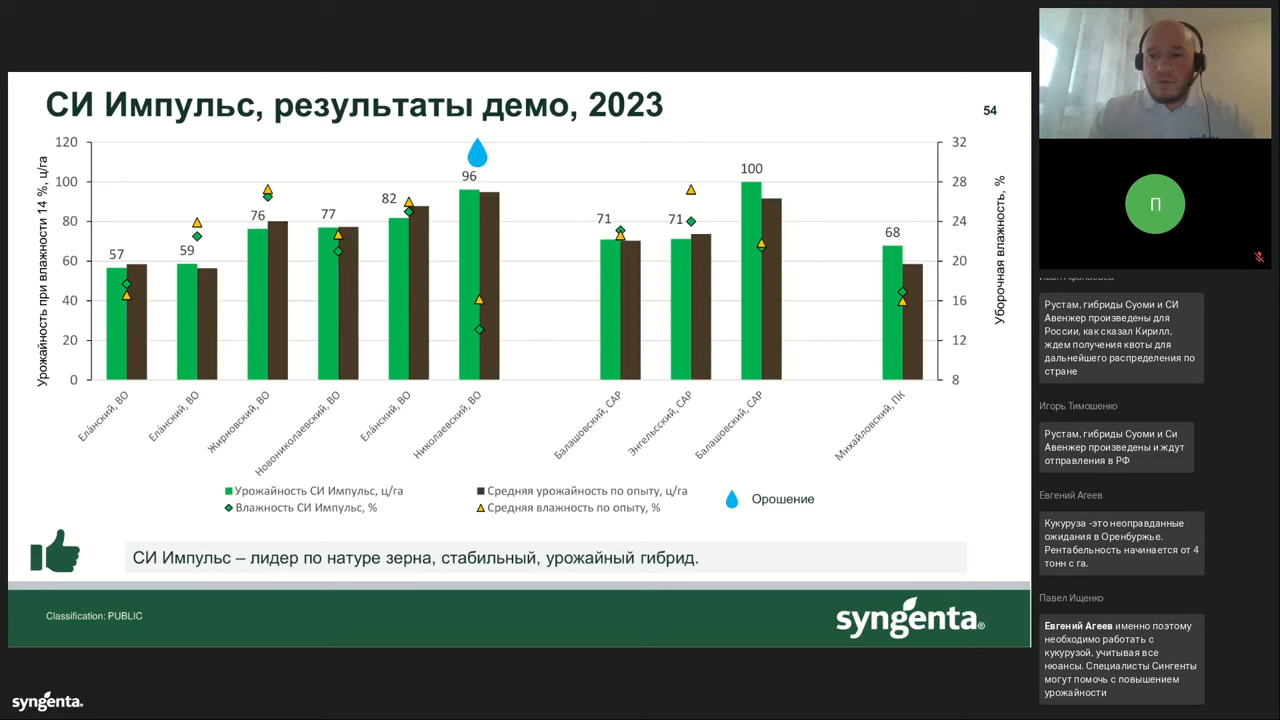 СИ Импульс, результаты демо, 2023
54
Урожайность при влажности 14 %, ц/га
120
100
80
60
40
20
0
57
59
76
77
82
96
71
71
100
68
32
28
24
20
16
12
8
Уборочная влажность, %
Ела́нский, ВО
Ела́нский, ВО
Жирновский, ВО
Новониколаевский, ВО
Ела́нский, ВО
Николаевский, ВО
Балашовский, САР
Энгельсский, САР
Балашовский, САР
Михайловский, ПК
Урожайность СИ Импульс, ц/га
Средняя урожайность по опыту, ц/га
Влажность СИ Импульс, %
Средняя влажность по опыту, %
Орошение
СИ Импульс – лидер по натуре зерна, стабильный, урожайный гибрид.
Classification: PUBLIC
syngenta®
syngenta.
П
Рустам, гибриды Суоми и СИ
Авенжер произведены для
России, как сказал Кирилл,
ждем получения квоты для
дальнейшего распределения по
стране
Игорь Тимошенко
Рустам, гибриды Суоми и Си
Авенжер произведены и ждут
отправления в РФ
Евгений Агеев
Кукуруза -это неоправданные
ожидания в Оренбуржье.
Рентабельность начинается от 4
тонн с га.
Павел Ищенко
Евгений Агеев именно поэтому
необходимо работать с
кукурузой, учитывая все
нюансы. Специалисты Сингенты
могут помочь с повышением
урожайности